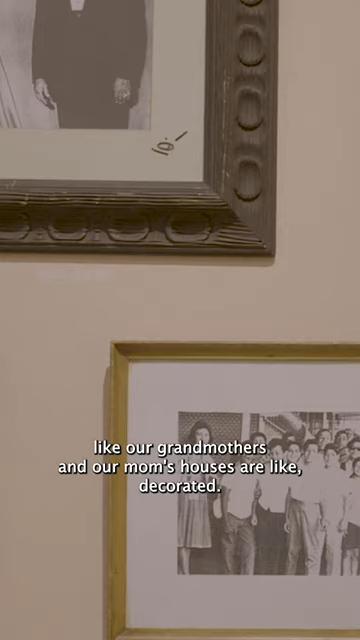 like our grandmothers
and our mom's houses are like,
decorated.